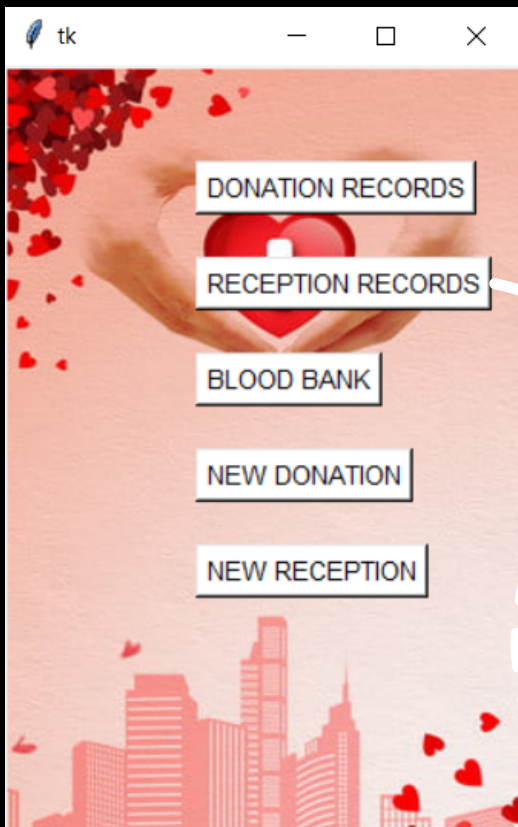 tk
DONATION RECORDS
RECEPTION RECORDS
BLOOD BANK
NEW DONATION
NEW RECEPTION